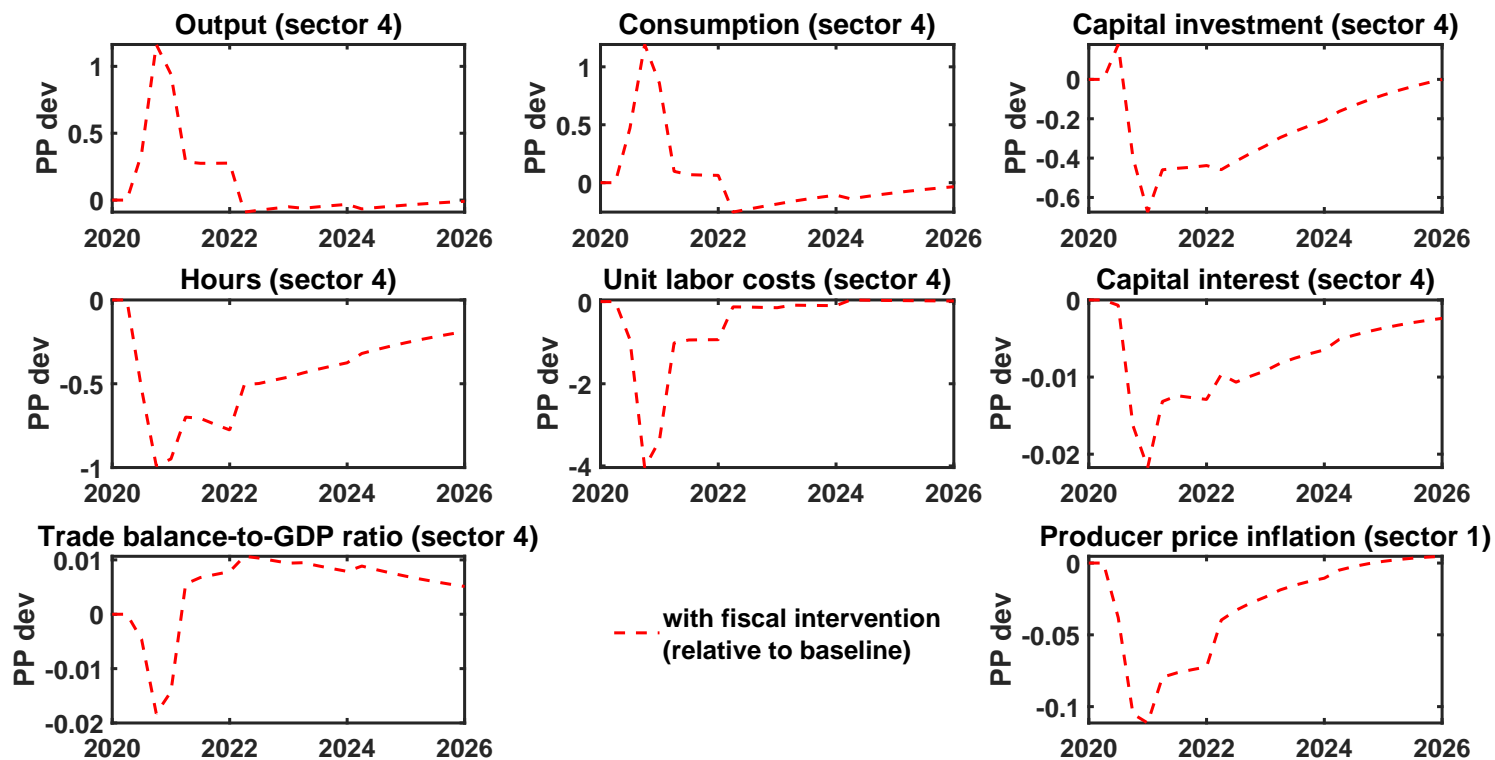 Output (sector 4)
PP dev
1
0.5
0
2020 2022 2024 2026
Consumption (sector 4)
PP dev
1
0.5
0
2020 2022 2024 2026
Capital investment (sector 4)
PP dev
0
-0.2
-0.4
-0.6
2020 2022 2024 2026
Hours (sector 4)
PP dev
0
-0.5
-1
2020 2022 2024 2026
Unit labor costs (sector 4)
PP dev
0
-2
-4
2020 2022 2024 2026
Capital interest (sector 4)
PP dev
0
-0.01
-0.02
2020 2022 2024 2026
Trade balance-to-GDP ratio (sector 4)
PP dev
0.01
0
-0.01
-0.02
2020 2022 2024 2026
with fiscal intervention
(relative to baseline)
Producer price inflation (sector 1)
PP dev
0
-0.05
-0.1
2020 2022 2024 2026